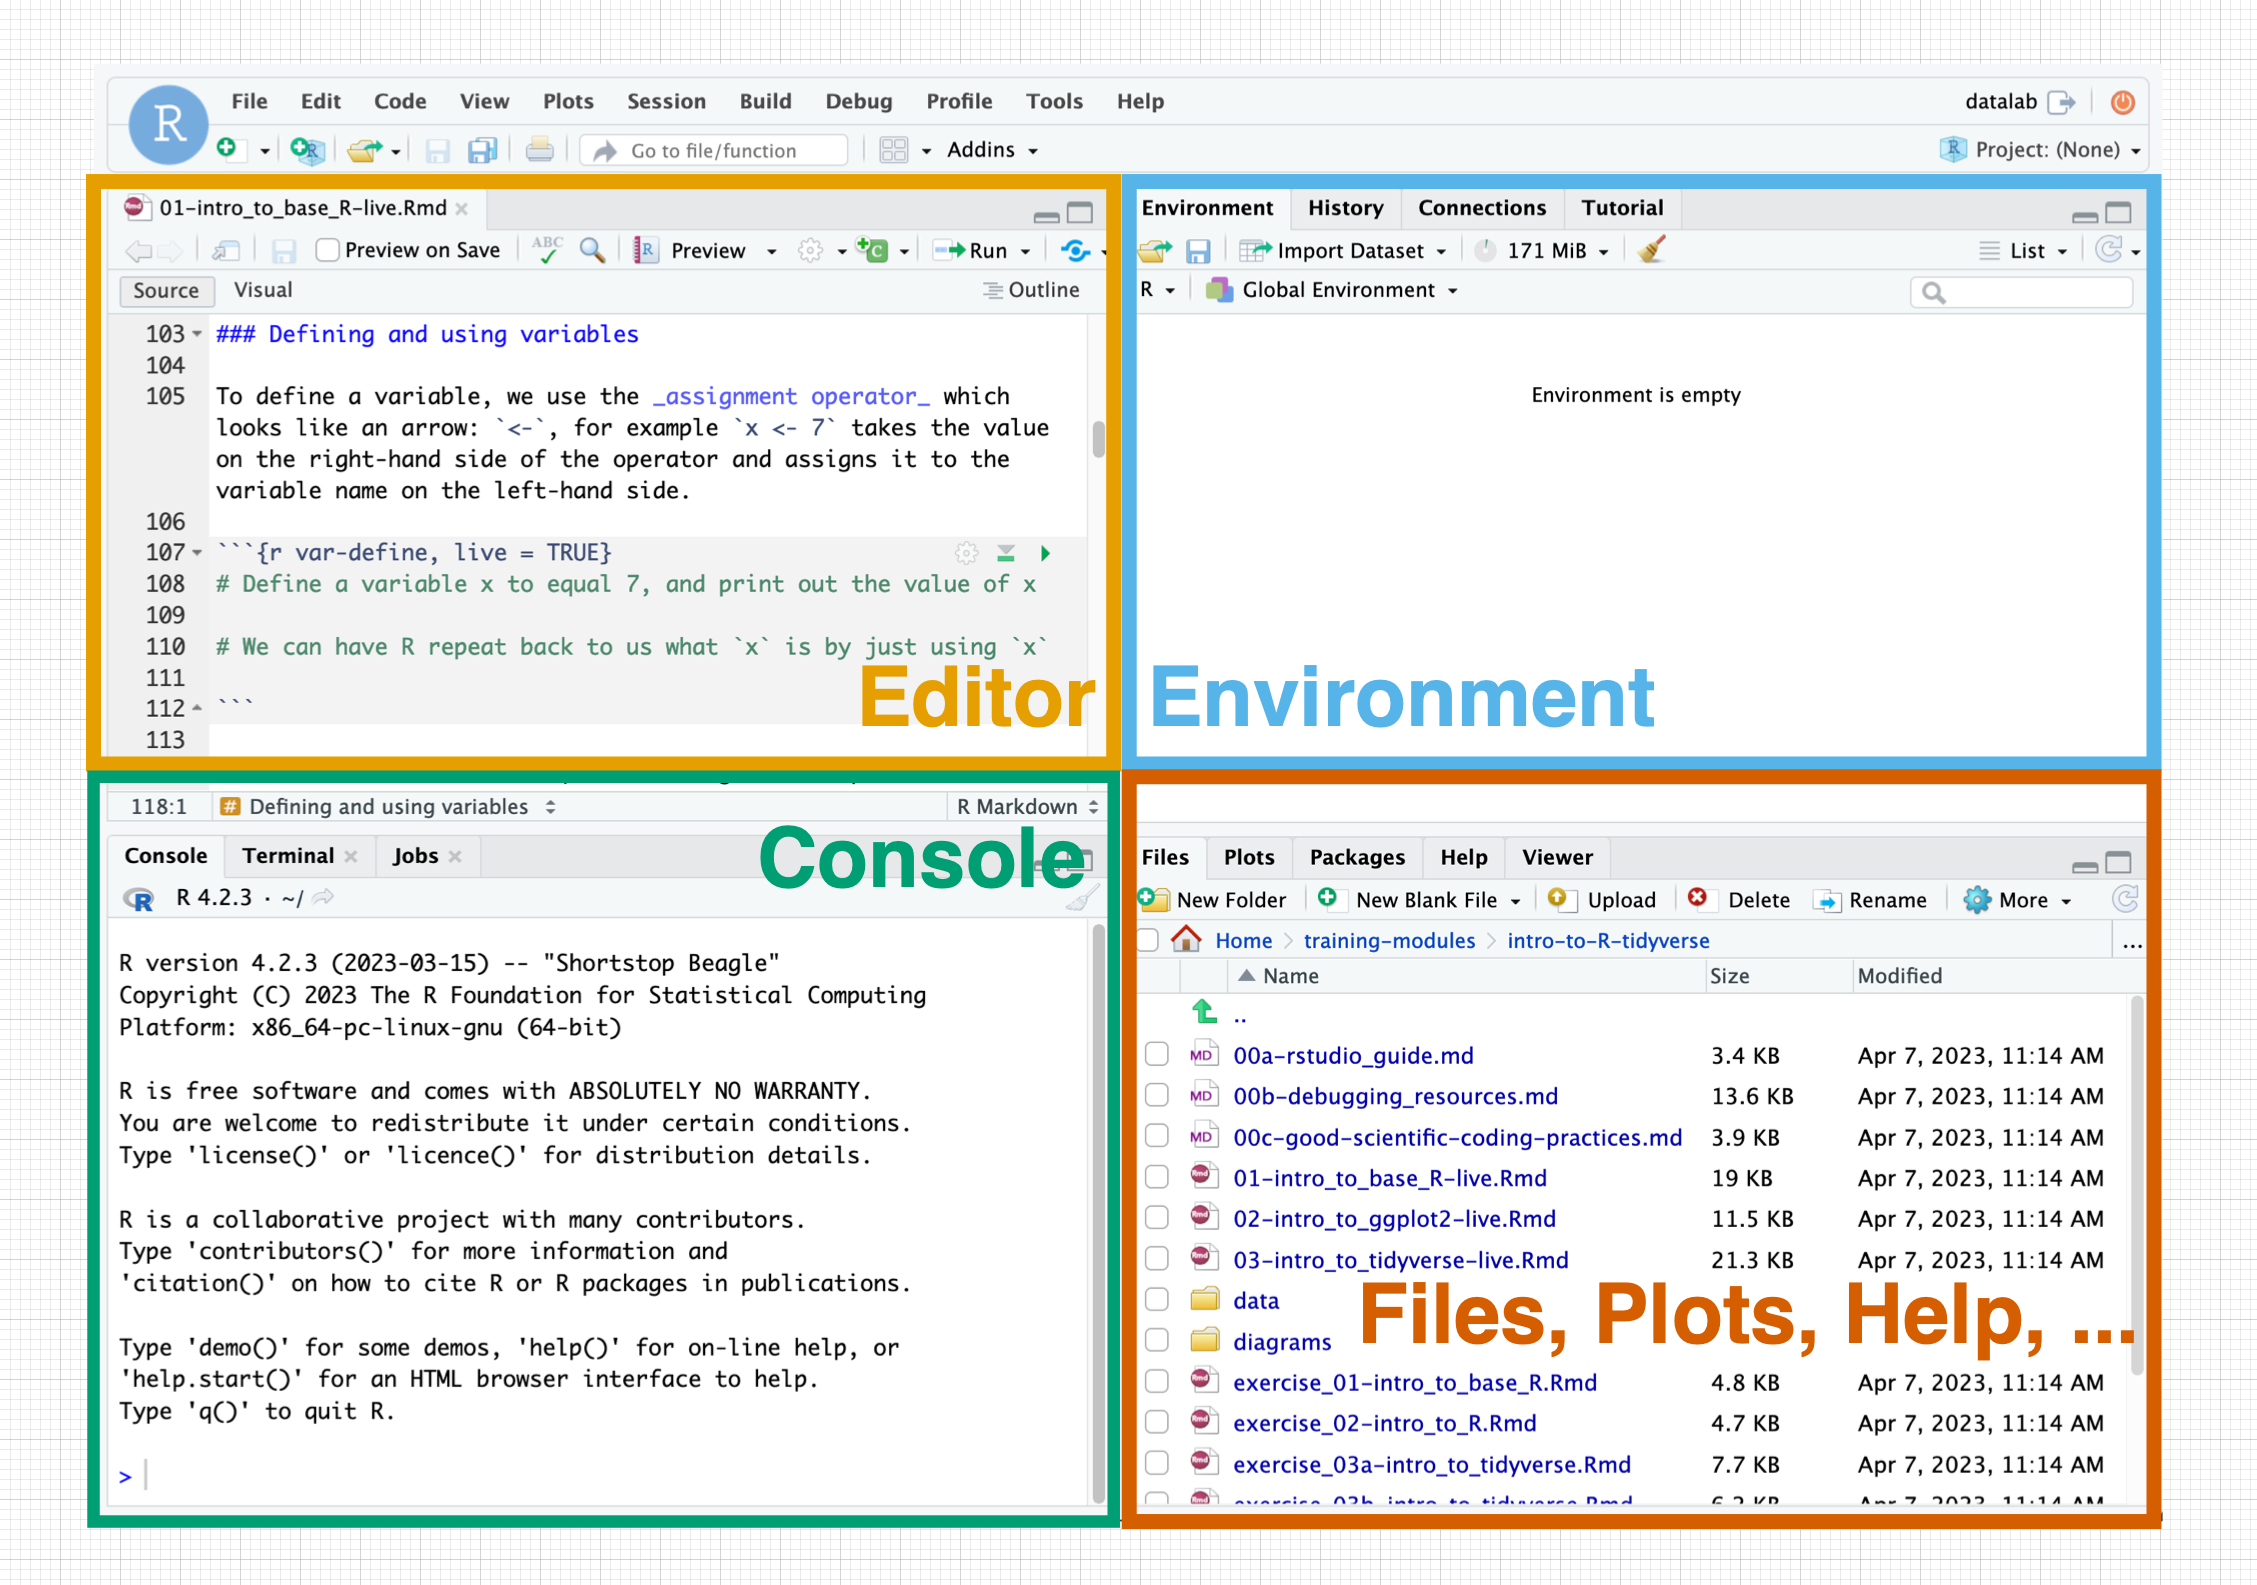 R
File Edit Code View Plots Session Build Debug Profile Tools Help
datalab
Go to file/function
Addins
Project: (None)
01-intro_to_base_R-live.Rmd
Preview on Save
ABC
Preview
Run
Source Visual
Outline
103 ### Defining and using variables
104
105 To define a variable, we use the _assignment operator_ which
looks like an arrow: `<-`, for example `x <- 7` takes the value
on the right-hand side of the operator and assigns it to the
variable name on the left-hand side.
106
107 ```{r var-define, live = TRUE}
108 # Define a variable x to equal 7, and print out the value of x
109
110 # We can have R repeat back to us what `x` is by just using `x`
111
112 ```
113
Editor
Environment History Connections Tutorial
Import Dataset 171 MiB List
R Global Environment
Environment is empty
Environment
118:1 # Defining and using variables R Markdown
Console
Console Terminal Jobs
R 4.2.3 · ~/
R version 4.2.3 (2023-03-15) -- "Shortstop Beagle"
Copyright (C) 2023 The R Foundation for Statistical Computing
Platform: x86_64-pc-linux-gnu (64-bit)
R is free software and comes with ABSOLUTELY NO WARRANTY.
You are welcome to redistribute it under certain conditions.
Type 'license()' or 'licence()' for distribution details.
R is a collaborative project with many contributors.
Type 'contributors()' for more information and
'citation()' on how to cite R or R packages in publications.
Type 'demo()' for some demos, 'help()' for on-line help, or
'help.start()' for an HTML browser interface to help.
Type 'q()' to quit R.
>
Files Plots Packages Help Viewer
New Folder New Blank File Upload Delete Rename More
Home training-modules intro-to-R-tidyverse ...
Name Size Modified
..
MD 00a-rstudio_guide.md 3.4 KB Apr 7, 2023, 11:14 AM
MD 00b-debugging_resources.md 13.6 KB Apr 7, 2023, 11:14 AM
MD 00c-good-scientific-coding-practices.md 3.9 KB Apr 7, 2023, 11:14 AM
01-intro_to_base_R-live.Rmd 19 KB Apr 7, 2023, 11:14 AM
02-intro_to_ggplot2-live.Rmd 11.5 KB Apr 7, 2023, 11:14 AM
03-intro_to_tidyverse-live.Rmd 21.3 KB Apr 7, 2023, 11:14 AM
data
diagrams
Files, Plots, Help, ...
exercise_01-intro_to_base_R.Rmd 4.8 KB Apr 7, 2023, 11:14 AM
exercise_02-intro_to_R.Rmd 4.7 KB Apr 7, 2023, 11:14 AM
exercise_03a-intro_to_tidyverse.Rmd 7.7 KB Apr 7, 2023, 11:14 AM
exercise_03b-intro_to_tidyverse.Rmd Apr 7, 2023, 11:14 AM